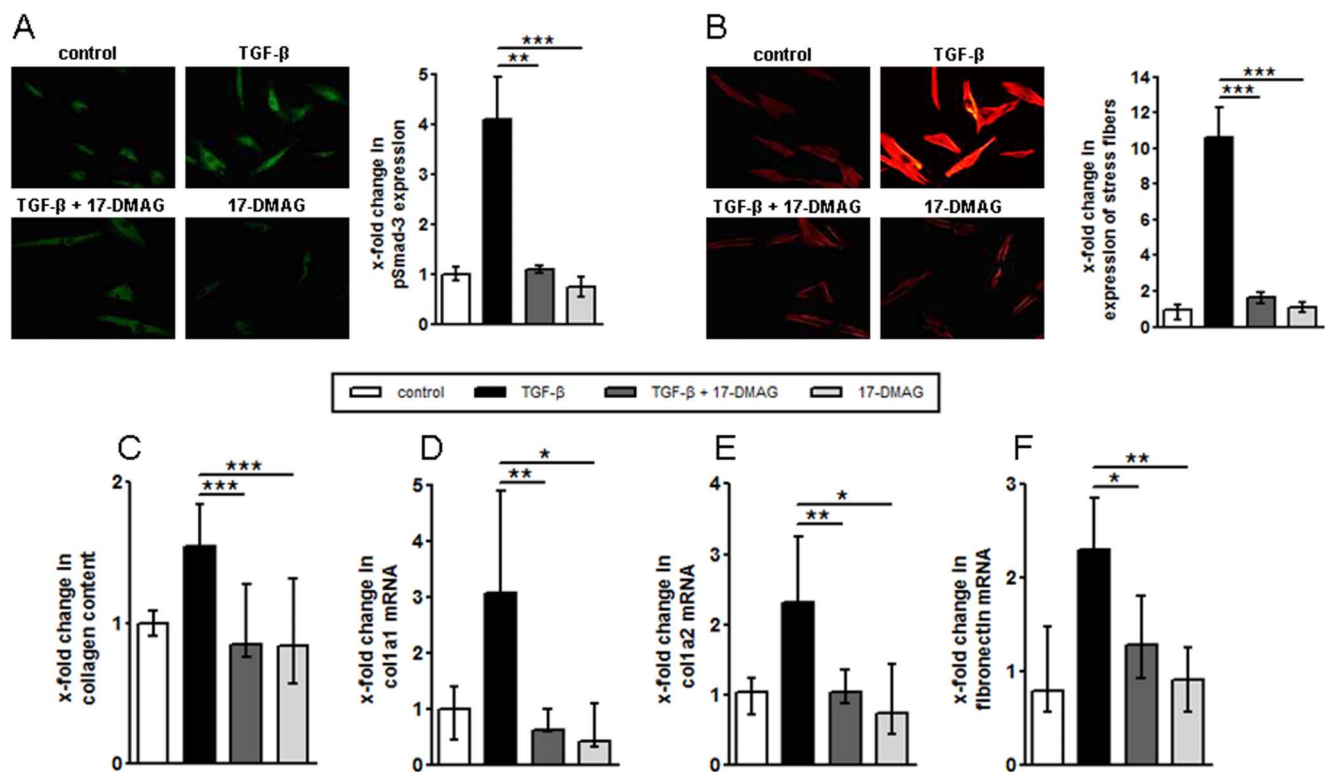 A
control
TGF-β
TGF-β + 17-DMAG
17-DMAG
x-fold change in
pSmad-3 expression
5
4
3
2
1
0
***
**
B
control
TGF-β
TGF-β + 17-DMAG
17-DMAG
x-fold change in
expression of stress fibers
14
12
10
8
6
4
2
0
***
***
control
TGF-β
TGF-β + 17-DMAG
17-DMAG
C
x-fold change in
collagen content
2
1
0
***
***
D
x-fold change in
col1a1 mRNA
5
4
3
2
1
0
*
**
E
x-fold change in
col1a2 mRNA
4
3
2
1
0
*
**
F
x-fold change in
fibronectin mRNA
3
2
1
0
**
*